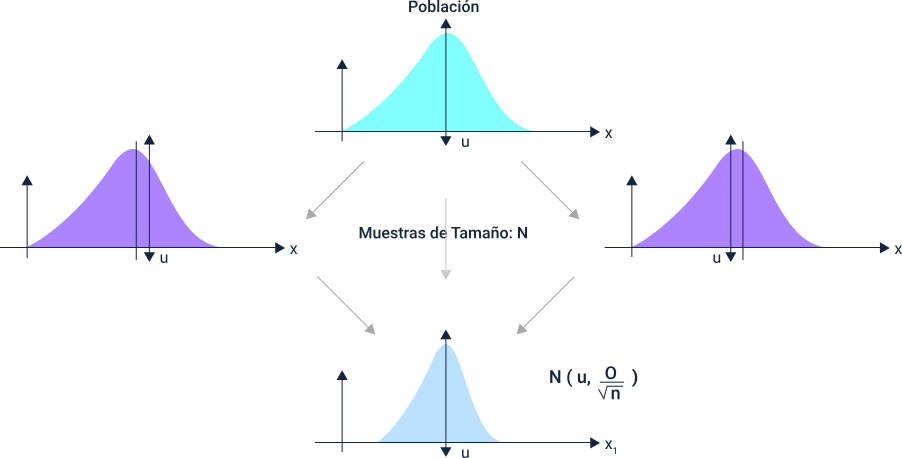 Población
x
u
x
u
Muestras de Tamaño: N
x
u
N ( u, O/√n )
x₁
u